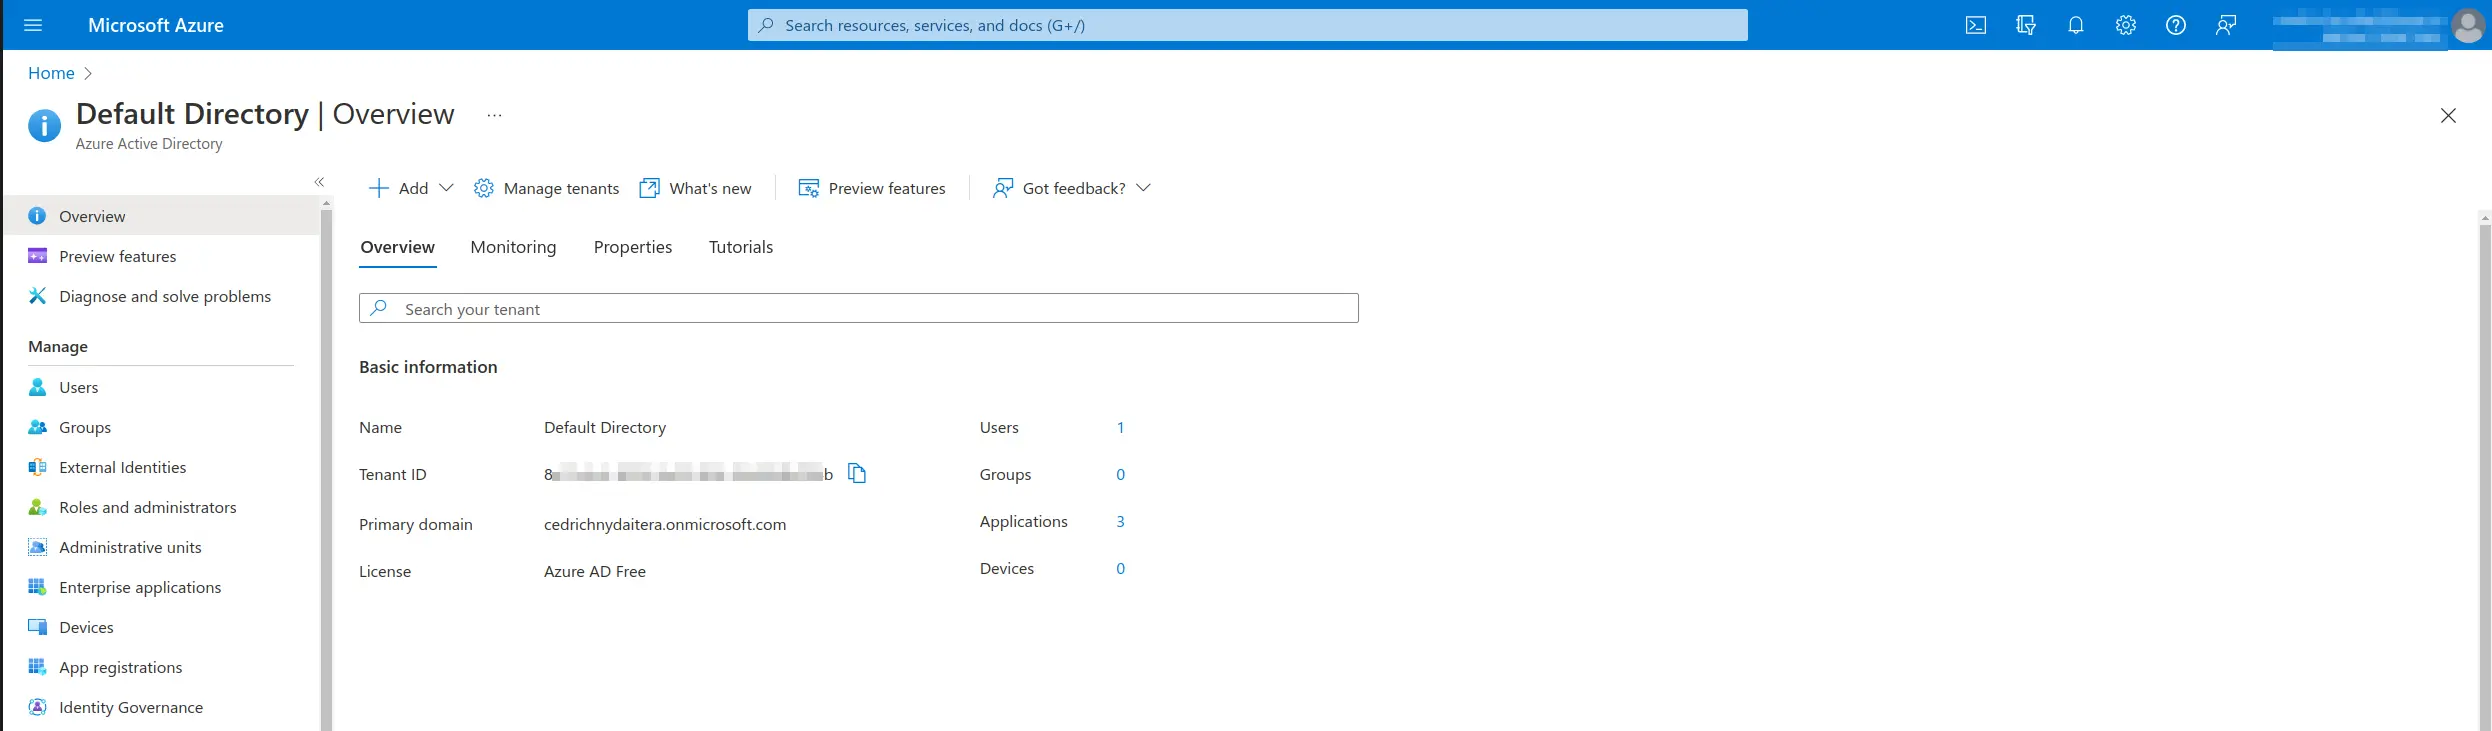 Microsoft Azure
Search resources, services, and docs (G+/)
Home
Default Directory | Overview ...
Azure Active Directory
Add
Manage tenants
What's new
Preview features
Got feedback?
Overview
Preview features
Diagnose and solve problems
Manage
Users
Groups
External Identities
Roles and administrators
Administrative units
Enterprise applications
Devices
App registrations
Identity Governance
Overview Monitoring Properties Tutorials
Search your tenant
Basic information
Name Default Directory
Tenant ID 8 b
Primary domain cedrichnydaitera.onmicrosoft.com
License Azure AD Free
Users 1
Groups 0
Applications 3
Devices 0